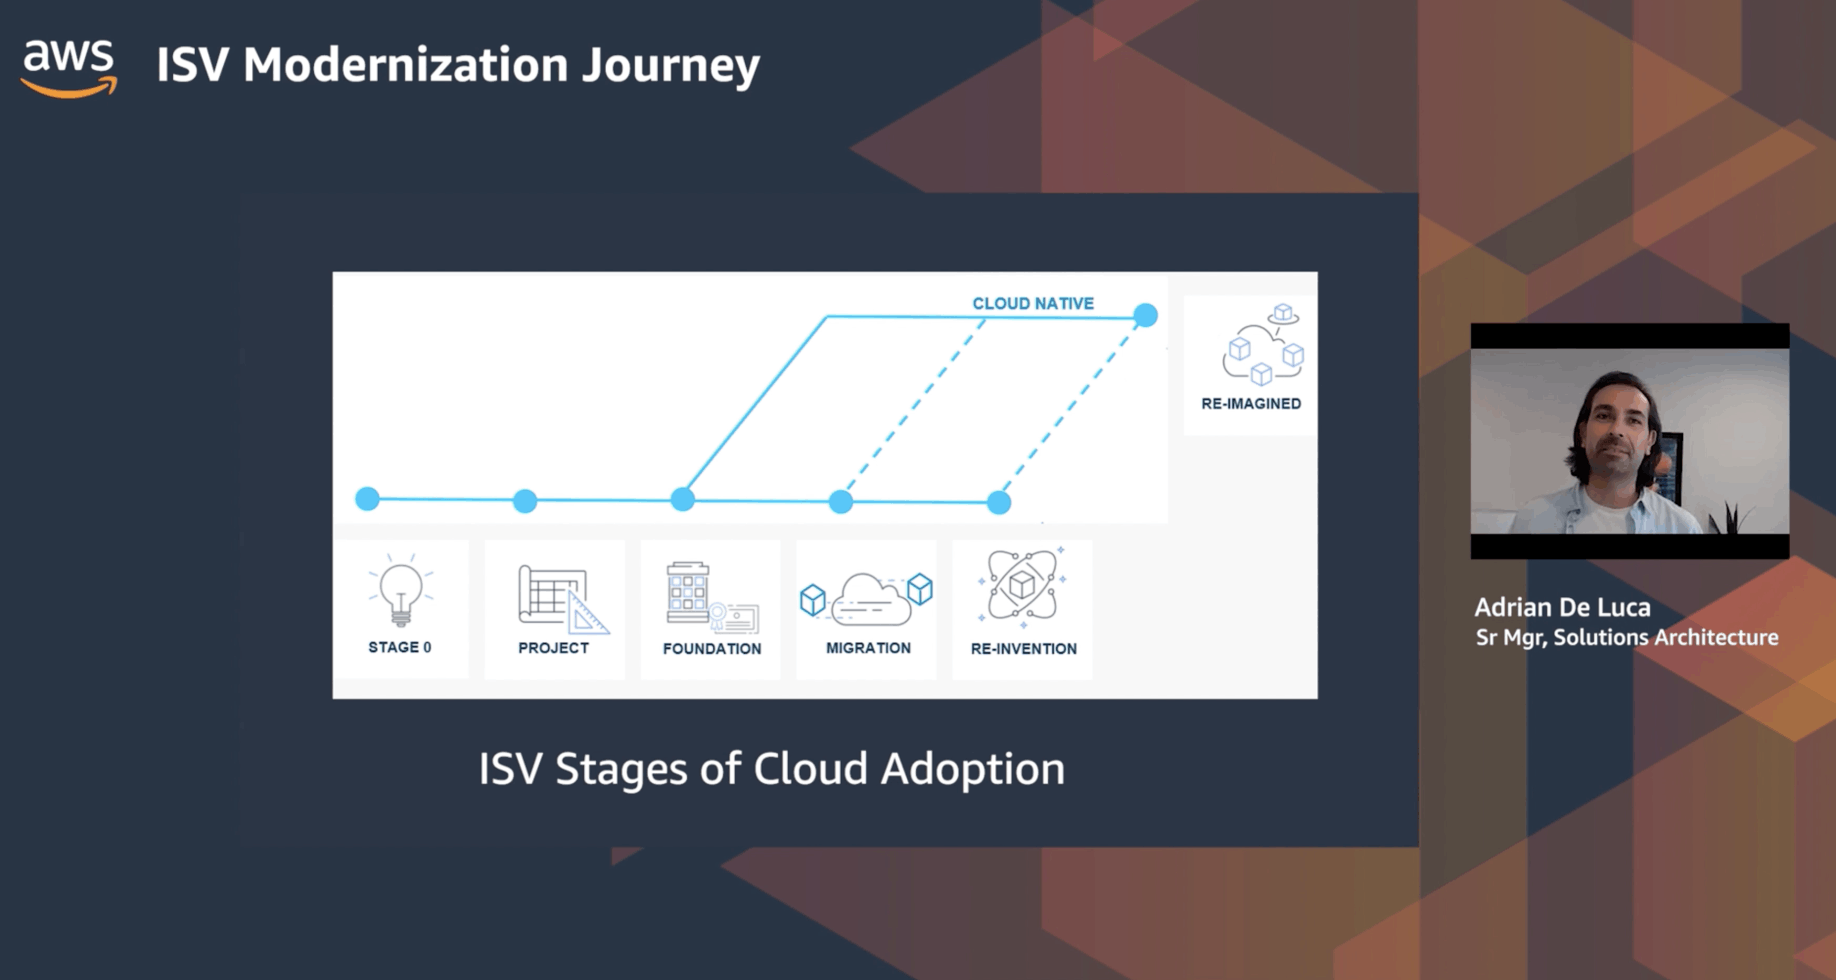 aws
ISV Modernization Journey
CLOUD NATIVE
RE-IMAGINED
STAGE 0
PROJECT
FOUNDATION
MIGRATION
RE-INVENTION
ISV Stages of Cloud Adoption
Adrian De Luca
Sr Mgr, Solutions Architecture